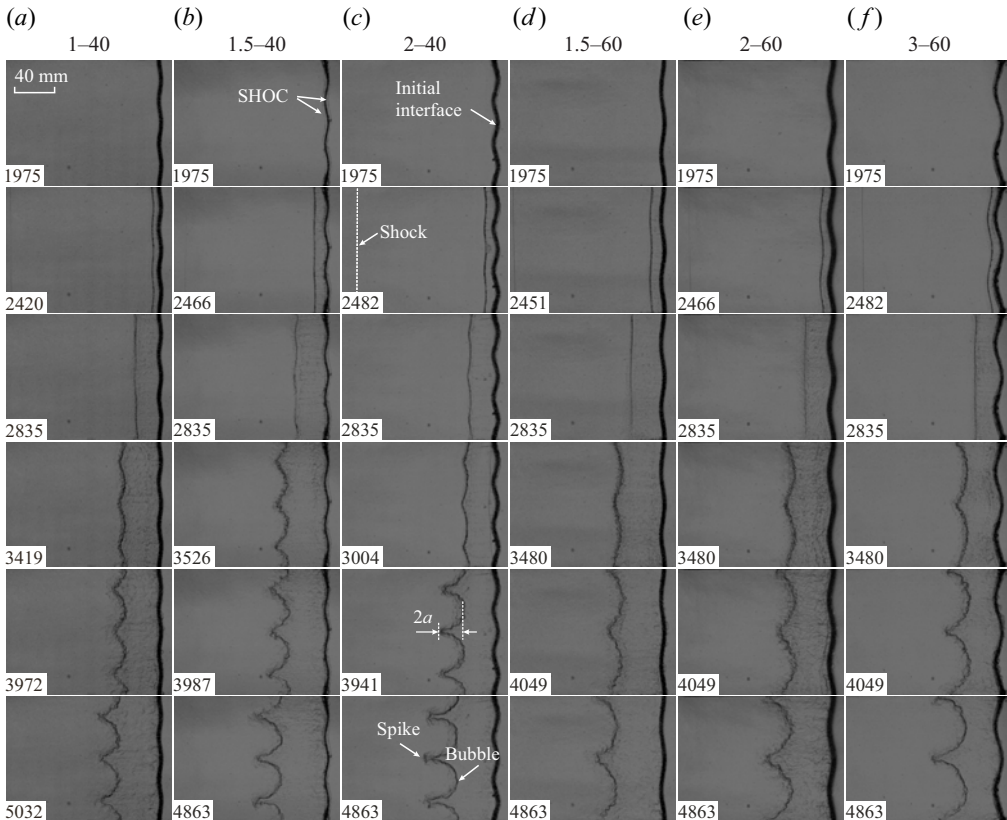 (a) (b) (c) (d) (e) (f)
1–40 1.5–40 2–40 1.5–60 2–60 3–60
40 mm
SHOC
Initial
interface
1975 1975 1975 1975 1975 1975
Shock
2420 2466 2482 2451 2466 2482
2835 2835 2835 2835 2835 2835
3419 3526 3004 3480 3480 3480
2a
3972 3987 3941 4049 4049 4049
Spike
Bubble
5032 4863 4863 4863 4863 4863